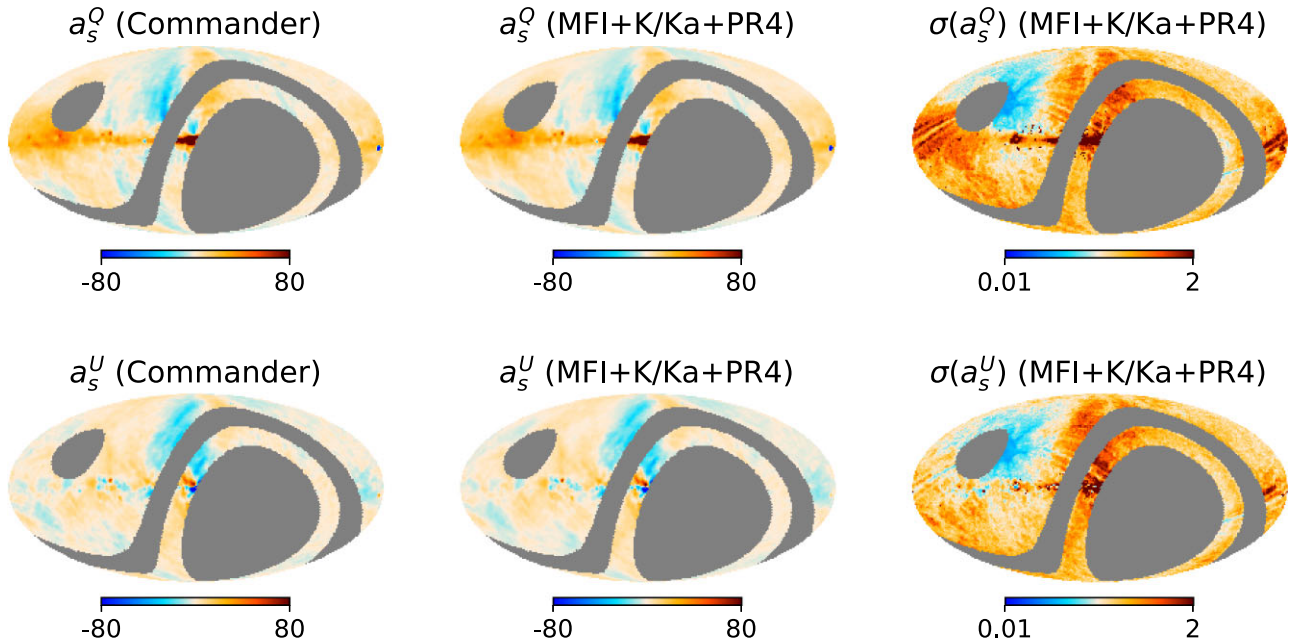 a_s^Q (Commander) a_s^Q (MFI+K/Ka+PR4) σ(a_s^Q) (MFI+K/Ka+PR4)
-80 80 -80 80 0.01 2
a_s^U (Commander) a_s^U (MFI+K/Ka+PR4) σ(a_s^U) (MFI+K/Ka+PR4)
-80 80 -80 80 0.01 2